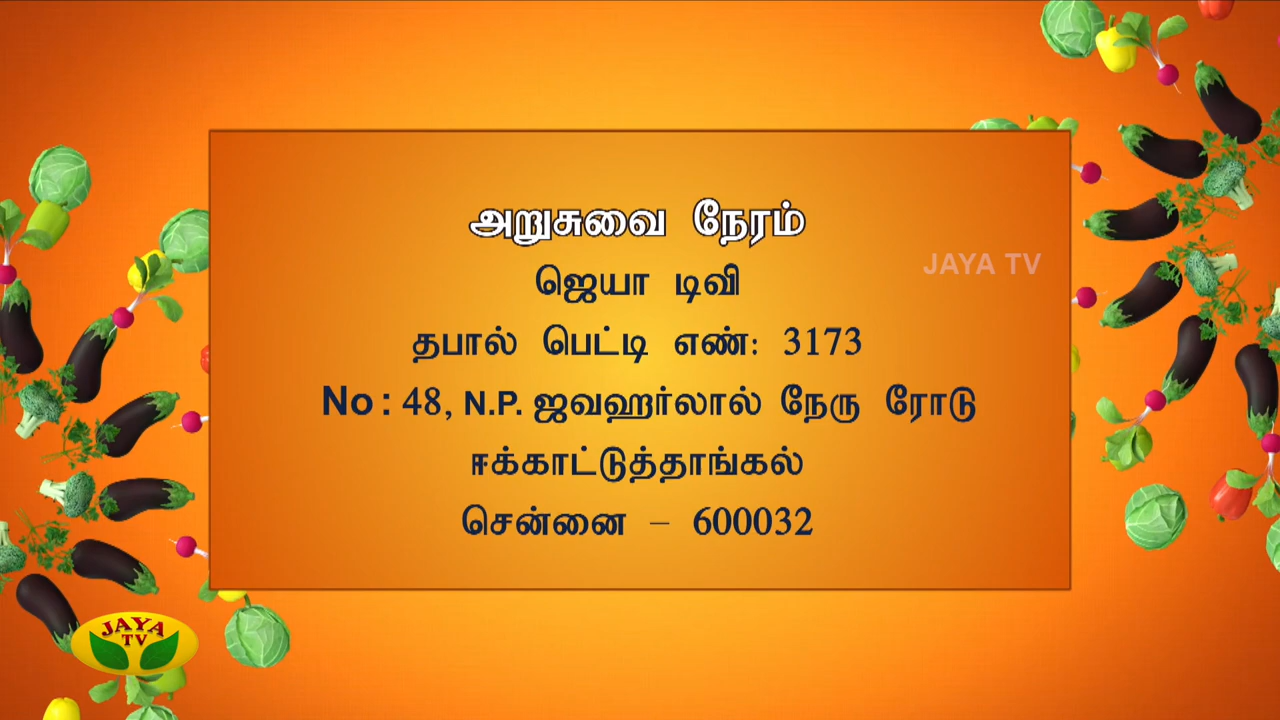 அறுசுவை நேரம்
ஜெயா டிவி
JAYA TV
தபால் பெட்டி எண்: 3173
No : 48, N.P. ஜவஹர்லால் நேரு ரோடு
ஈக்காட்டுத்தாங்கல்
சென்னை – 600032
JAYA
TV